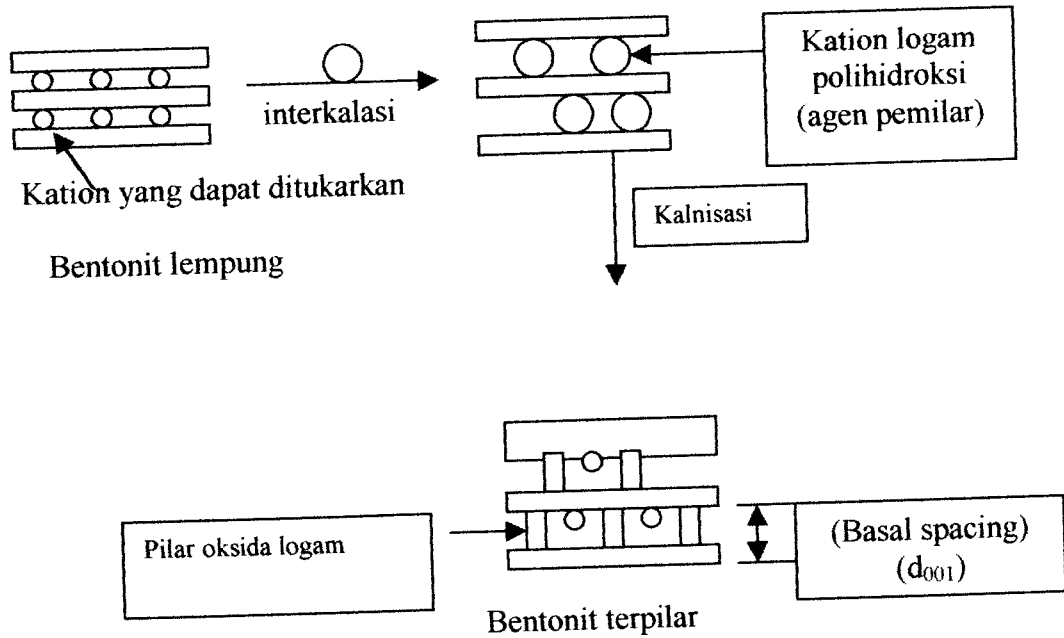 Kation logam
polihidroksi
(agen pemilar)
interkalasi
Kation yang dapat ditukarkan
Kalnisasi
Bentonit lempung
Pilar oksida logam
(Basal spacing)
(d₀₀₁)
Bentonit terpilar